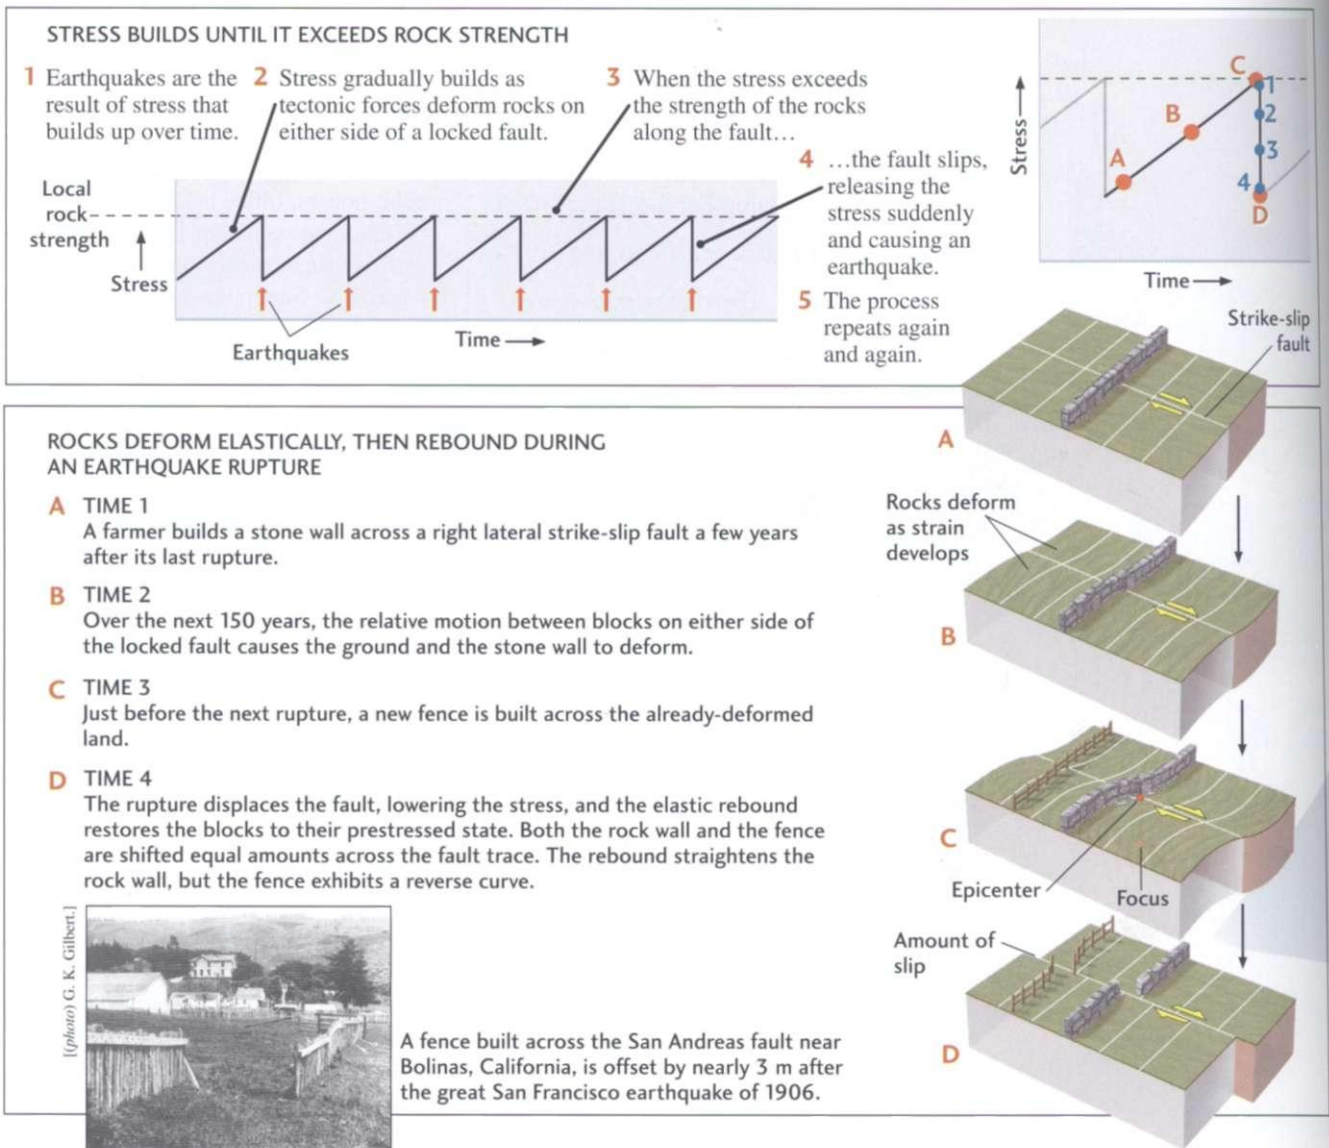 STRESS BUILDS UNTIL IT EXCEEDS ROCK STRENGTH
1 Earthquakes are the
result of stress that
builds up over time.
2 Stress gradually builds as
tectonic forces deform rocks on
either side of a locked fault.
3 When the stress exceeds
the strength of the rocks
along the fault…
4 …the fault slips,
releasing the
stress suddenly
and causing an
earthquake.
5 The process
repeats again
and again.
Local
rock
strength
Stress
Earthquakes
Time
Stress
A
B
C
1
2
3
4
D
Time
Strike-slip
fault
A
Rocks deform
as strain
develops
B
C
Epicenter
Focus
Amount of
slip
D
ROCKS DEFORM ELASTICALLY, THEN REBOUND DURING
AN EARTHQUAKE RUPTURE
A TIME 1
A farmer builds a stone wall across a right lateral strike-slip fault a few years
after its last rupture.
B TIME 2
Over the next 150 years, the relative motion between blocks on either side of
the locked fault causes the ground and the stone wall to deform.
C TIME 3
Just before the next rupture, a new fence is built across the already-deformed
land.
D TIME 4
The rupture displaces the fault, lowering the stress, and the elastic rebound
restores the blocks to their prestressed state. Both the rock wall and the fence
are shifted equal amounts across the fault trace. The rebound straightens the
rock wall, but the fence exhibits a reverse curve.
[(photo) G. K. Gilbert.]
A fence built across the San Andreas fault near
Bolinas, California, is offset by nearly 3 m after
the great San Francisco earthquake of 1906.